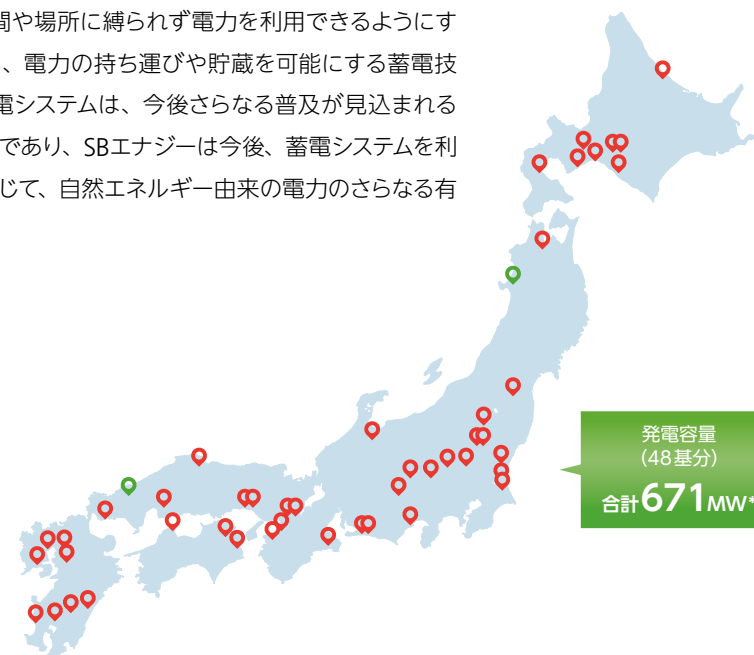 間や場所に縛られず電力を利用できるようにす
、電力の持ち運びや貯蔵を可能にする蓄電技
電システムは、今後さらなる普及が見込まれる
であり、SBエナジーは今後、蓄電システムを利
じて、自然エネルギー由来の電力のさらなる有
発電容量
(48基分)
合計671MW*